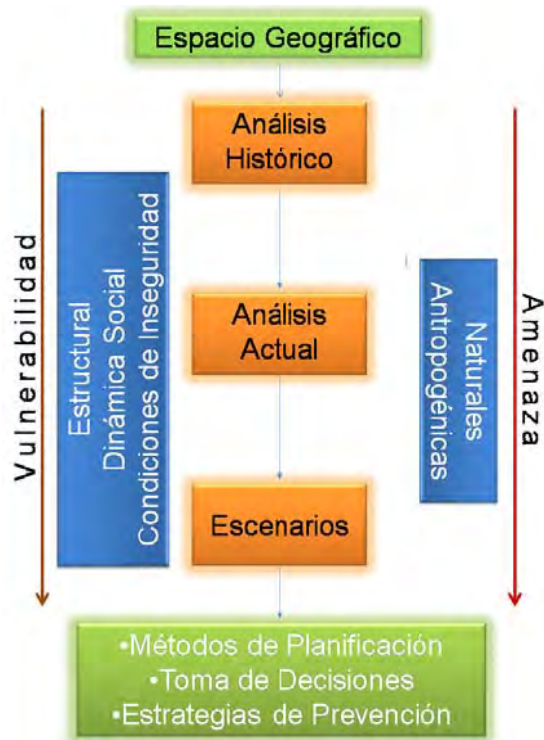 Espacio Geográfico
Análisis
Histórico
Vulnerabilidad
Estructural
Dinámica Social
Condiciones de Inseguridad
Análisis
Actual
Naturales
Antropogénicas
Amenaza
Escenarios
•Métodos de Planificación
•Toma de Decisiones
•Estrategias de Prevención